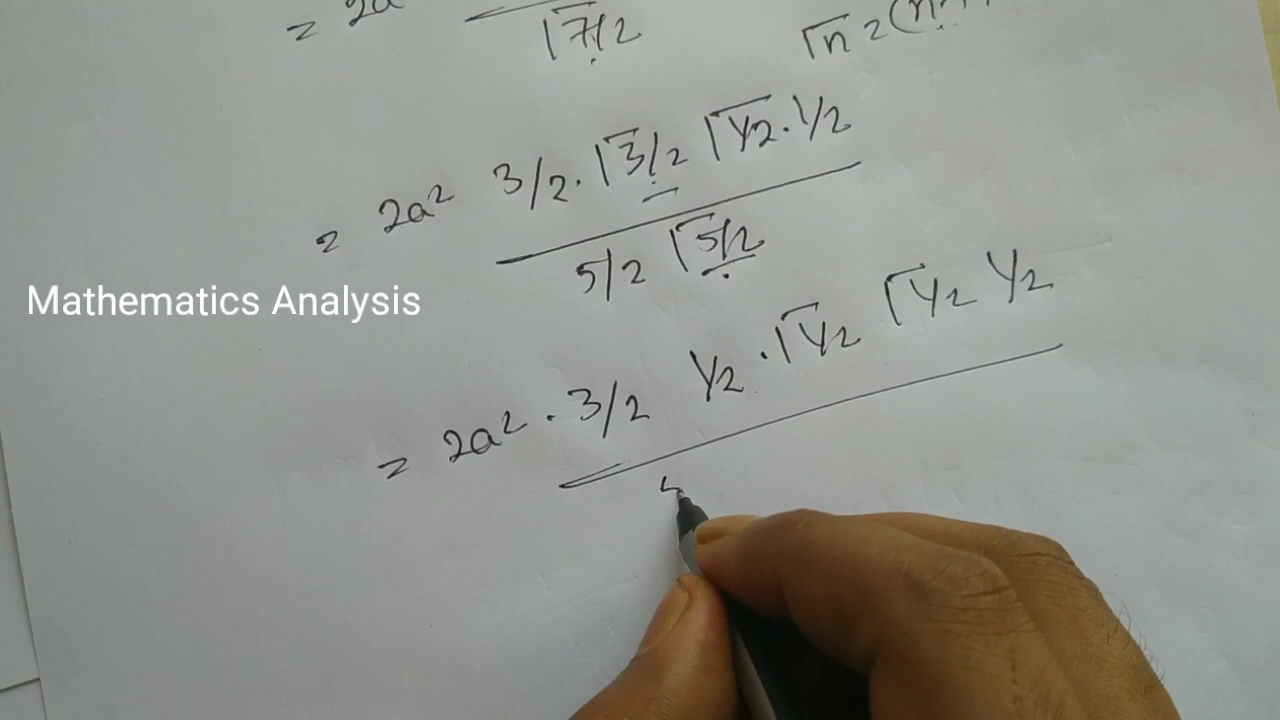 = 2a
Γ7/2
Γn = (n
= 2a² 3/2 . Γ3/2 Γ1/2 . 1/2
5/2 Γ5/2
Mathematics Analysis
= 2a² . 3/2 1/2 . Γ1/2 Γ1/2 1/2